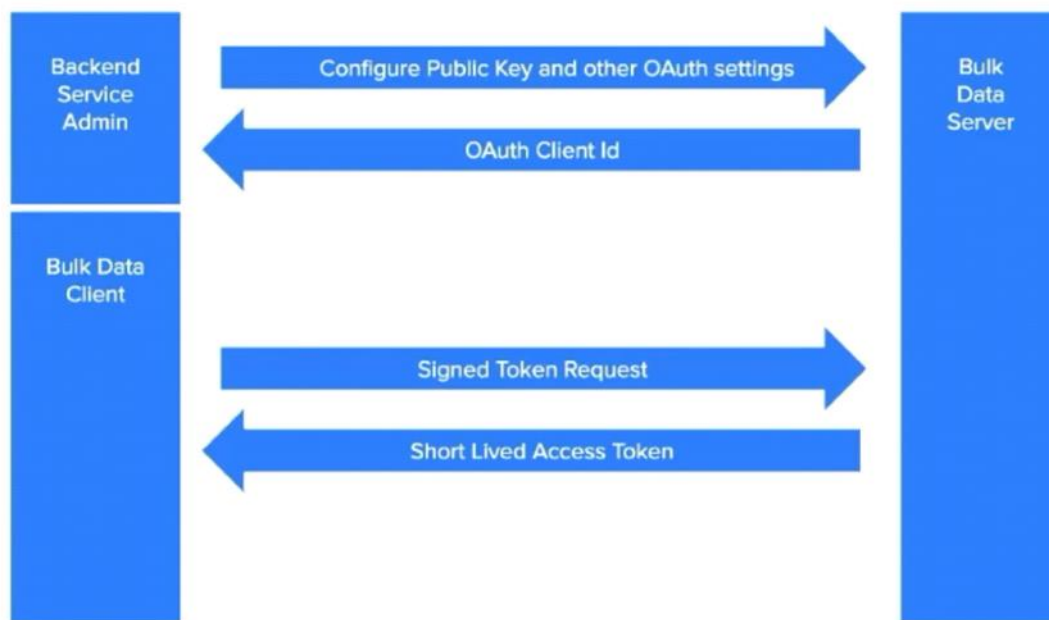 Backend
Service
Admin
Configure Public Key and other OAuth settings
Bulk
Data
Server
OAuth Client Id
Bulk Data
Client
Signed Token Request
Short Lived Access Token